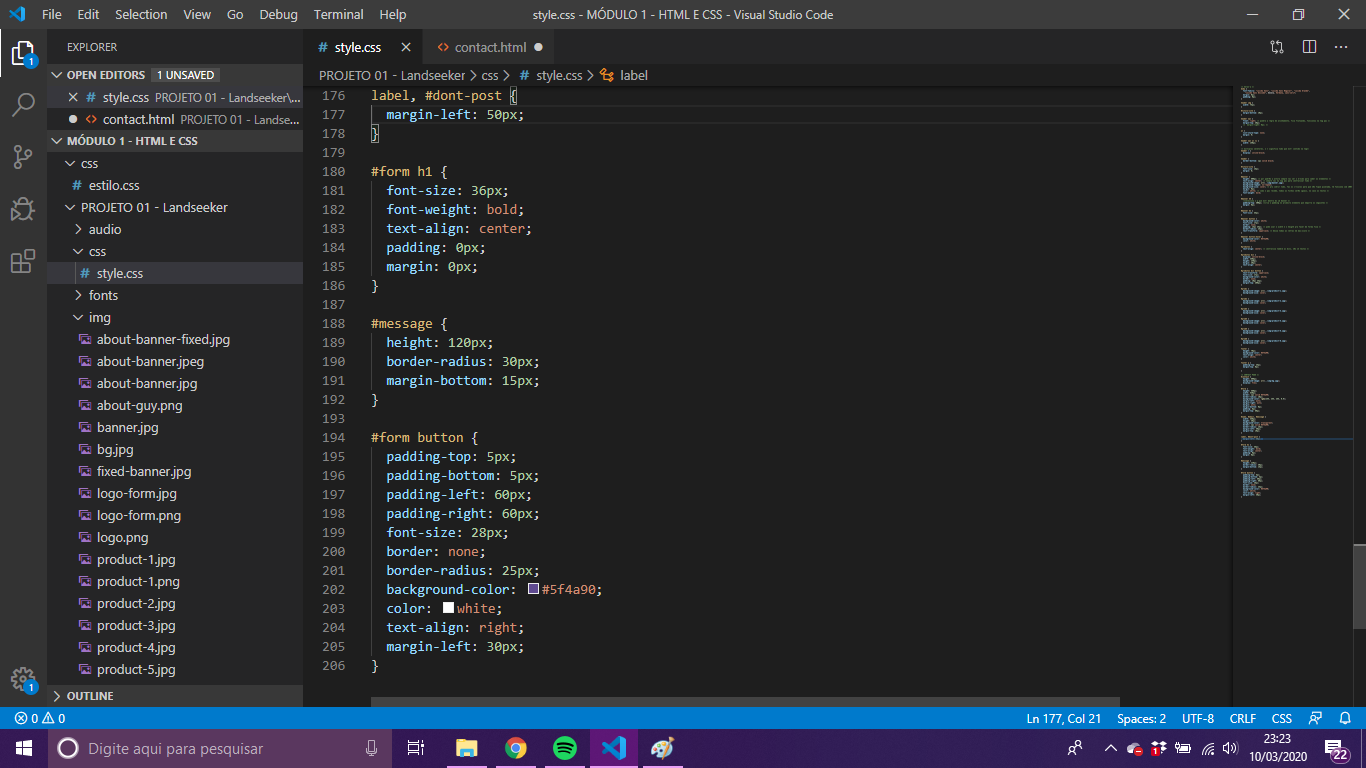 File Edit Selection View Go Debug Terminal Help
style.css - MÓDULO 1 - HTML E CSS - Visual Studio Code
EXPLORER
OPEN EDITORS 1 UNSAVED
style.css PROJETO 01 - Landseeker\...
contact.html PROJETO 01 - Landse...
MÓDULO 1 - HTML E CSS
css
# estilo.css
PROJETO 01 - Landseeker
audio
css
# style.css
fonts
img
about-banner-fixed.jpg
about-banner.jpeg
about-banner.jpg
about-guy.png
banner.jpg
bg.jpg
fixed-banner.jpg
logo-form.jpg
logo-form.png
logo.png
product-1.jpg
product-1.png
product-2.jpg
product-3.jpg
product-4.jpg
product-5.jpg
OUTLINE
# style.css
<> contact.html
PROJETO 01 - Landseeker > css > # style.css > label
176 label, #dont-post {
177 margin-left: 50px;
178 }
179
180 #form h1 {
181 font-size: 36px;
182 font-weight: bold;
183 text-align: center;
184 padding: 0px;
185 margin: 0px;
186 }
187
188 #message {
189 height: 120px;
190 border-radius: 30px;
191 margin-bottom: 15px;
192 }
193
194 #form button {
195 padding-top: 5px;
196 padding-bottom: 5px;
197 padding-left: 60px;
198 padding-right: 60px;
199 font-size: 28px;
200 border: none;
201 border-radius: 25px;
202 background-color: #5f4a90;
203 color: white;
204 text-align: right;
205 margin-left: 30px;
206 }
1
1
0 0
Ln 177, Col 21 Spaces: 2 UTF-8 CRLF CSS
Digite aqui para pesquisar
1
23:23
10/03/2020
22